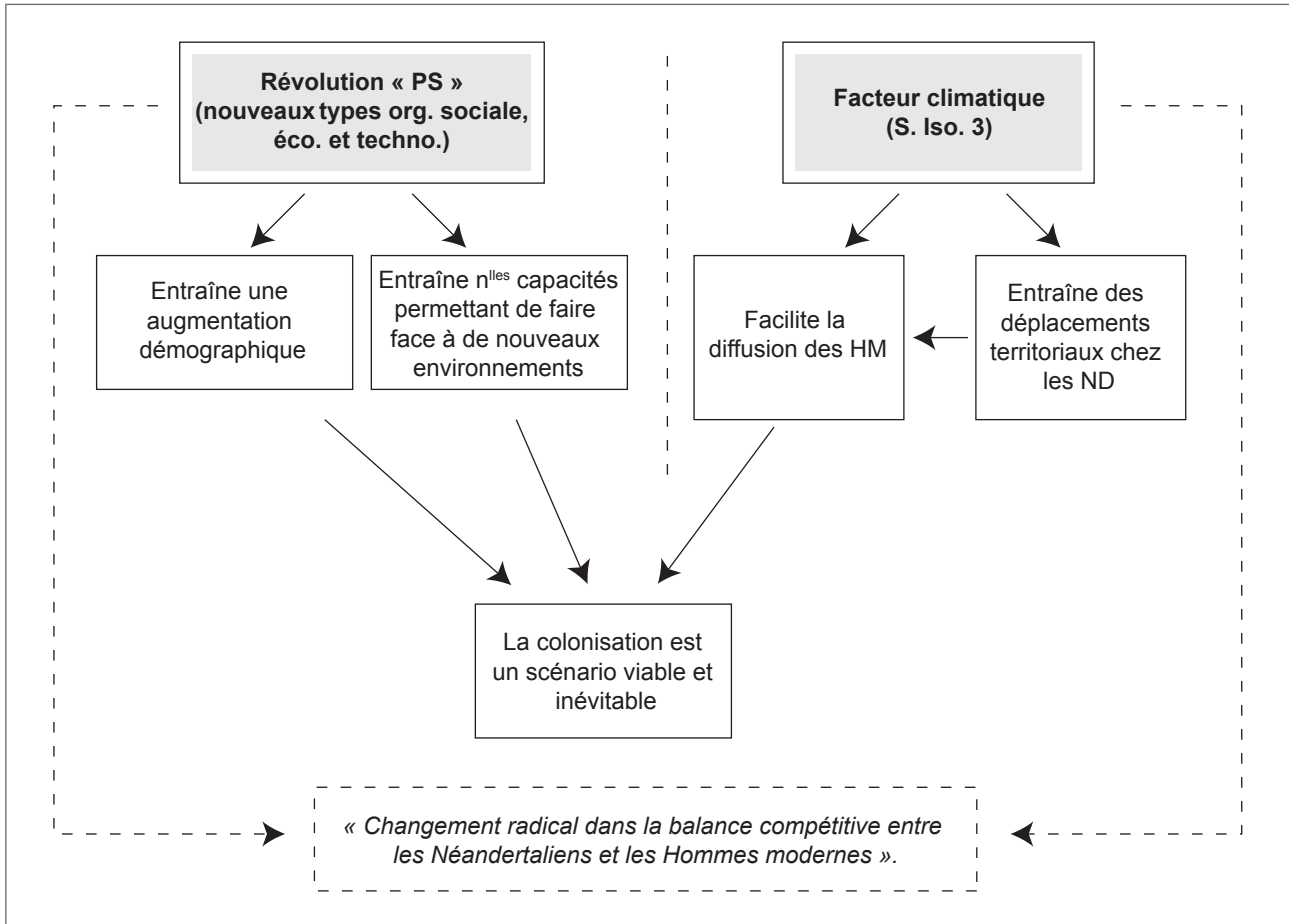 Révolution « PS »
(nouveaux types org. sociale,
éco. et techno.)
Facteur climatique
(S. Iso. 3)
Entraîne une
augmentation
démographique
Entraîne nlles capacités
permettant de faire
face à de nouveaux
environnements
Facilite la
diffusion des HM
Entraîne des
déplacements
territoriaux chez
les ND
La colonisation est
un scénario viable et
inévitable
« Changement radical dans la balance compétitive entre
les Néandertaliens et les Hommes modernes ».